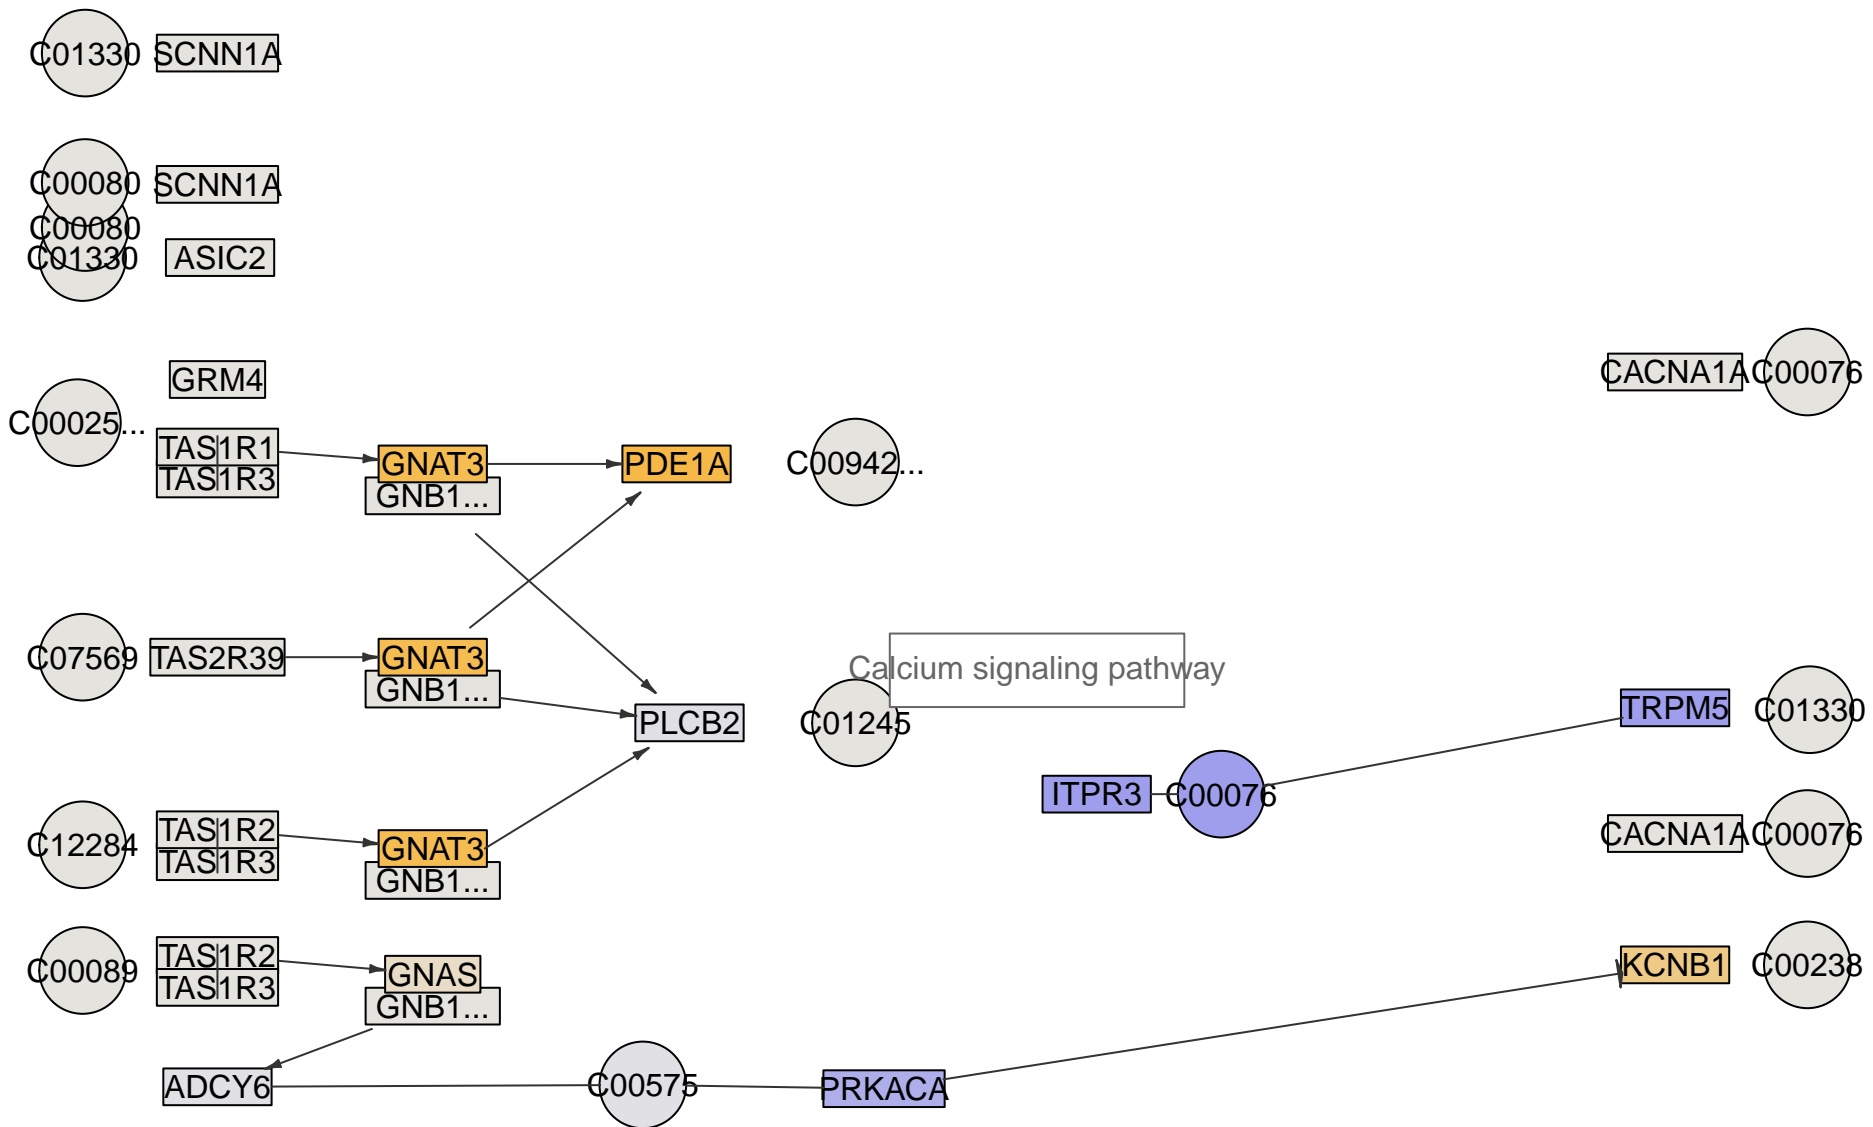 C01330 SCNN1A
C00080 SCNN1A
C00080
C01330 ASIC2
GRM4
CACNA1A C00076
C00025...
TAS1R1
GNAT3 PDE1A C00942...
TAS1R3
GNB1...
C07569 TAS2R39 GNAT3
Calcium signaling pathway
GNB1...
TRPM5 C01330
PLCB2 C01245
ITPR3 C00076
TAS1R2
CACNA1A C00076
C12284 GNAT3
TAS1R3
GNB1...
TAS1R2
KCNB1 C00238
C00089 GNAS
TAS1R3
GNB1...
ADCY6 C00575 PRKACA